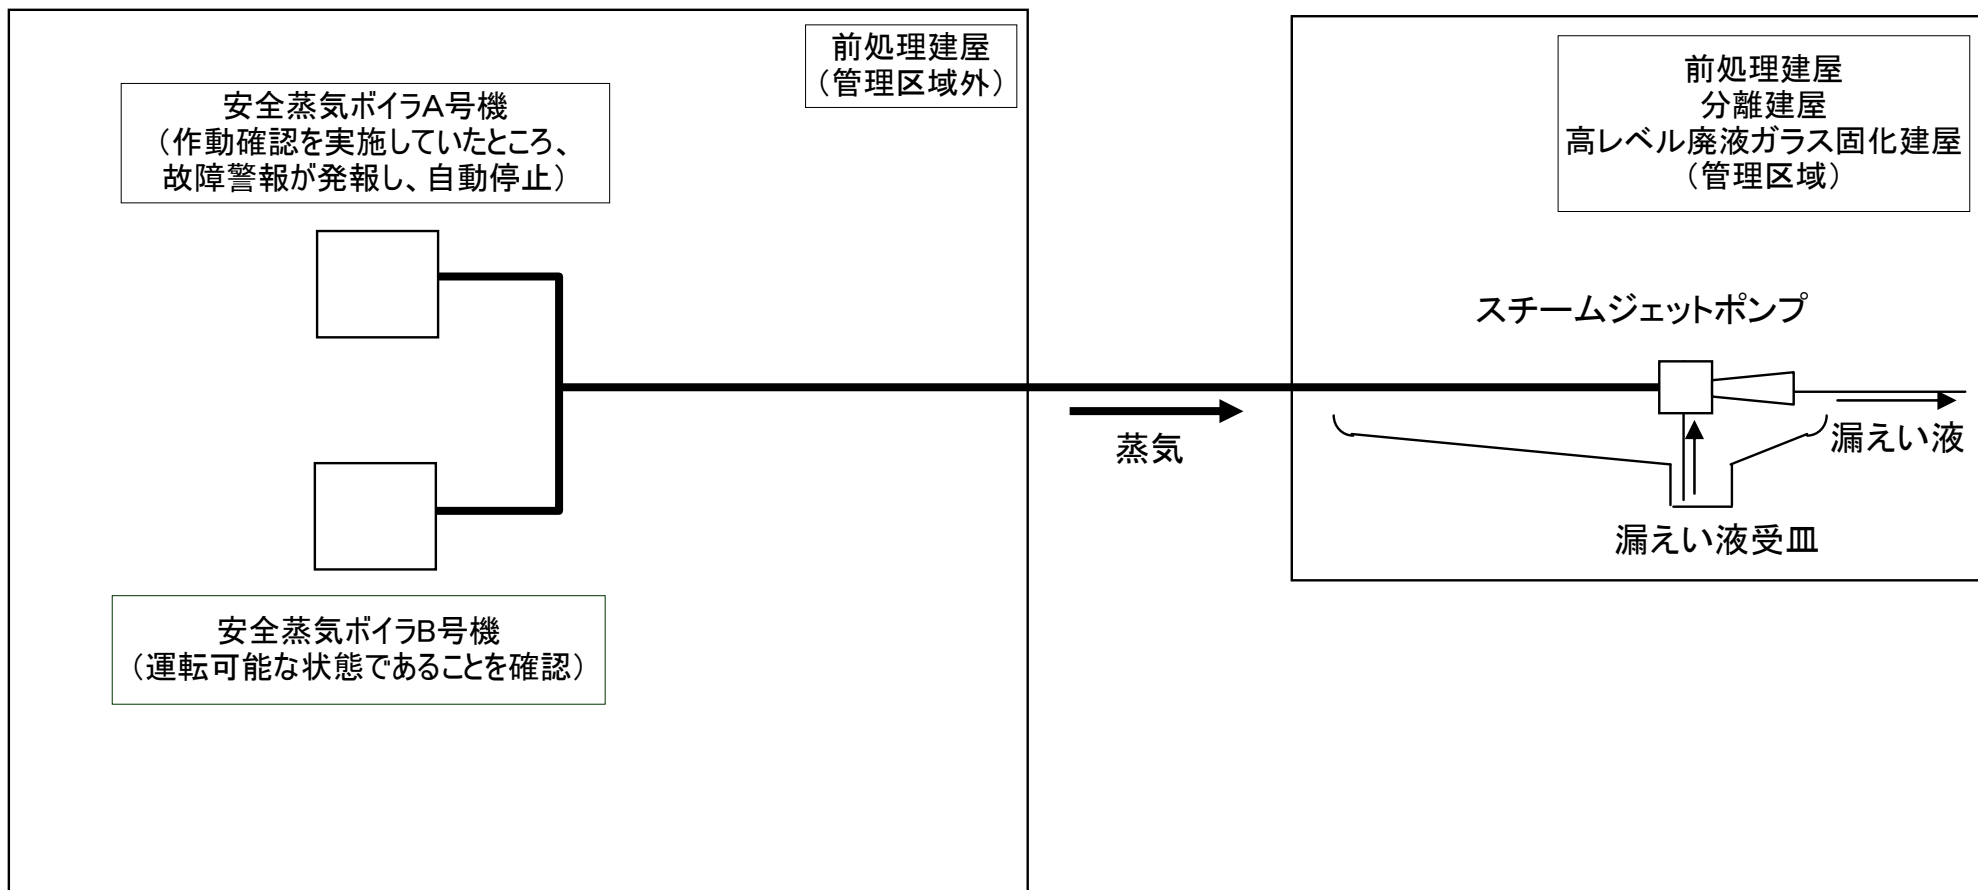 前処理建屋
（管理区域外）
安全蒸気ボイラA号機
（作動確認を実施していたところ、
故障警報が発報し、自動停止）
前処理建屋
分離建屋
高レベル廃液ガラス固化建屋
（管理区域）
スチームジェットポンプ
蒸気
漏えい液
漏えい液受皿
安全蒸気ボイラB号機
（運転可能な状態であることを確認）